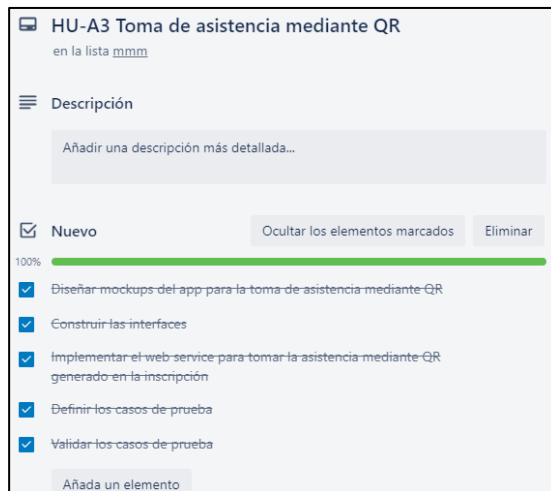 HU-A3 Toma de asistencia mediante QR
en la lista mmm
Descripción
Añadir una descripción más detallada...
Nuevo
Ocultar los elementos marcados
Eliminar
100%
Diseñar mockups del app para la toma de asistencia mediante QR
Construir las interfaces
Implementar el web service para tomar la asistencia mediante QR
generado en la inscripción
Definir los casos de prueba
Validar los casos de prueba
Añada un elemento